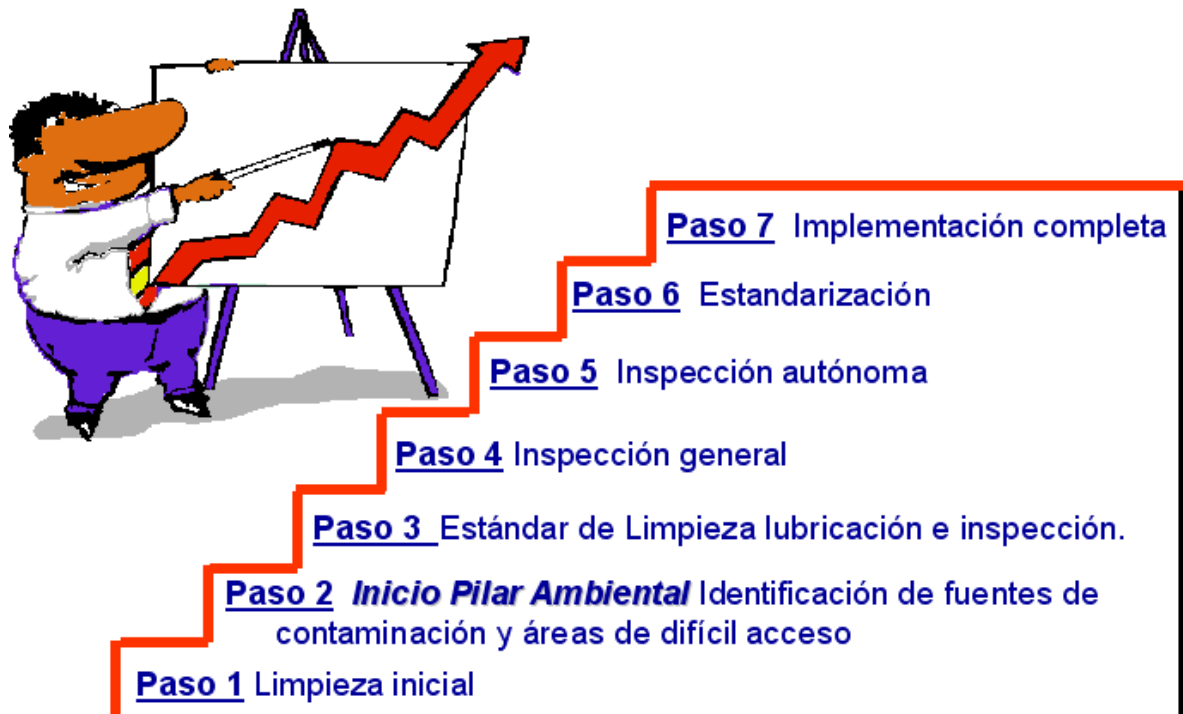 Paso 7 Implementación completa
Paso 6 Estandarización
Paso 5 Inspección autónoma
Paso 4 Inspección general
Paso 3 Estándar de Limpieza lubricación e inspección.
Paso 2 Inicio Pilar Ambiental Identificación de fuentes de
contaminación y áreas de difícil acceso
Paso 1 Limpieza inicial